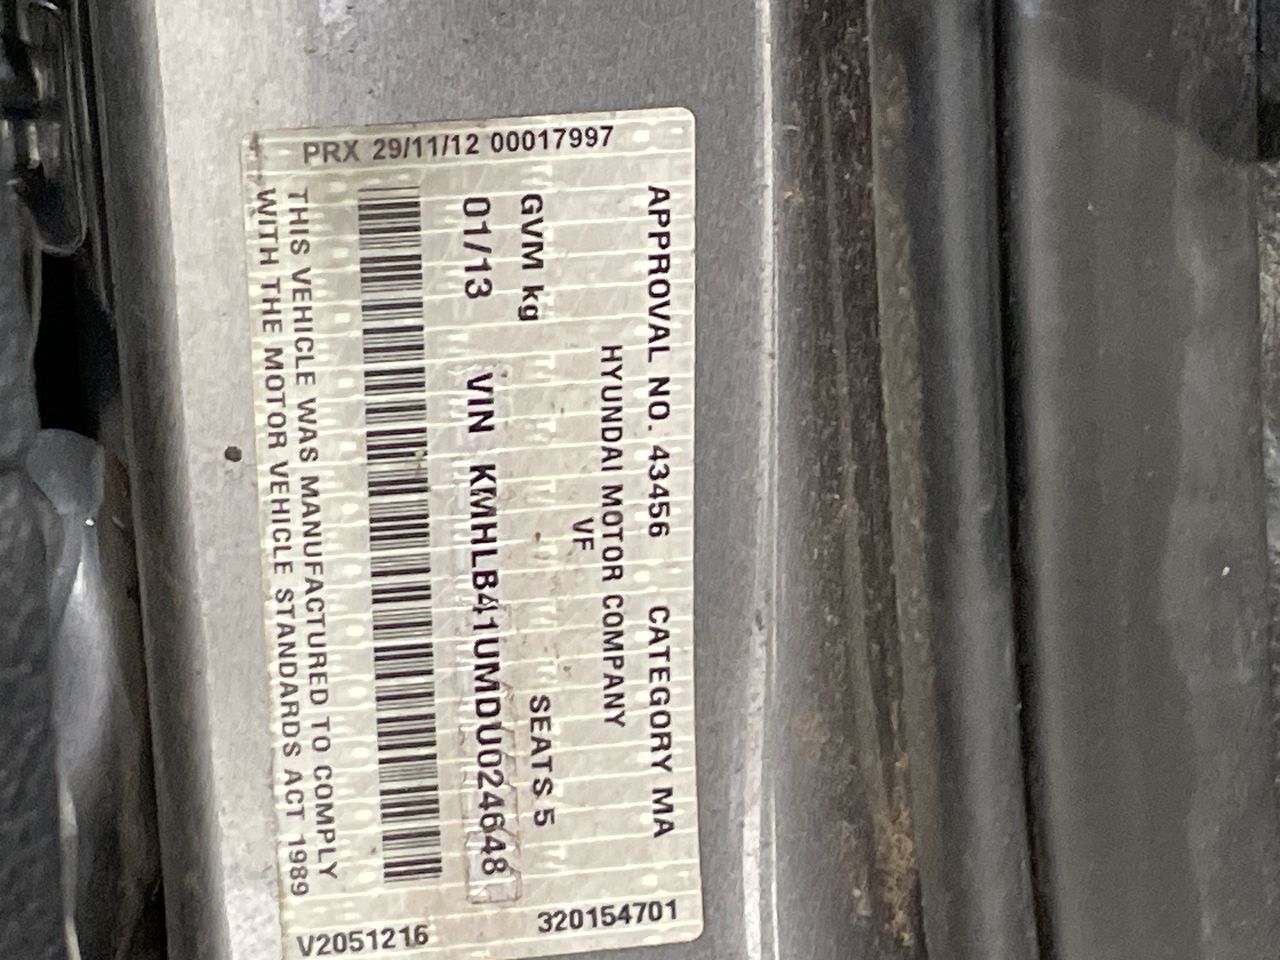 PRX 29/11/12 00017997
APPROVAL NO. 43456 CATEGORY MA
HYUNDAI MOTOR COMPANY
VF
GVM kg SEATS 5
01/13 VIN KMHLB41UMDU024648
THIS VEHICLE WAS MANUFACTURED TO COMPLY
WITH THE MOTOR VEHICLE STANDARDS ACT 1989
320154701
V2051216